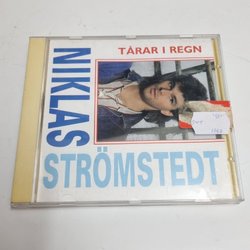 TÅRAR I REGN
NIKLAS
STRÖMSTEDT